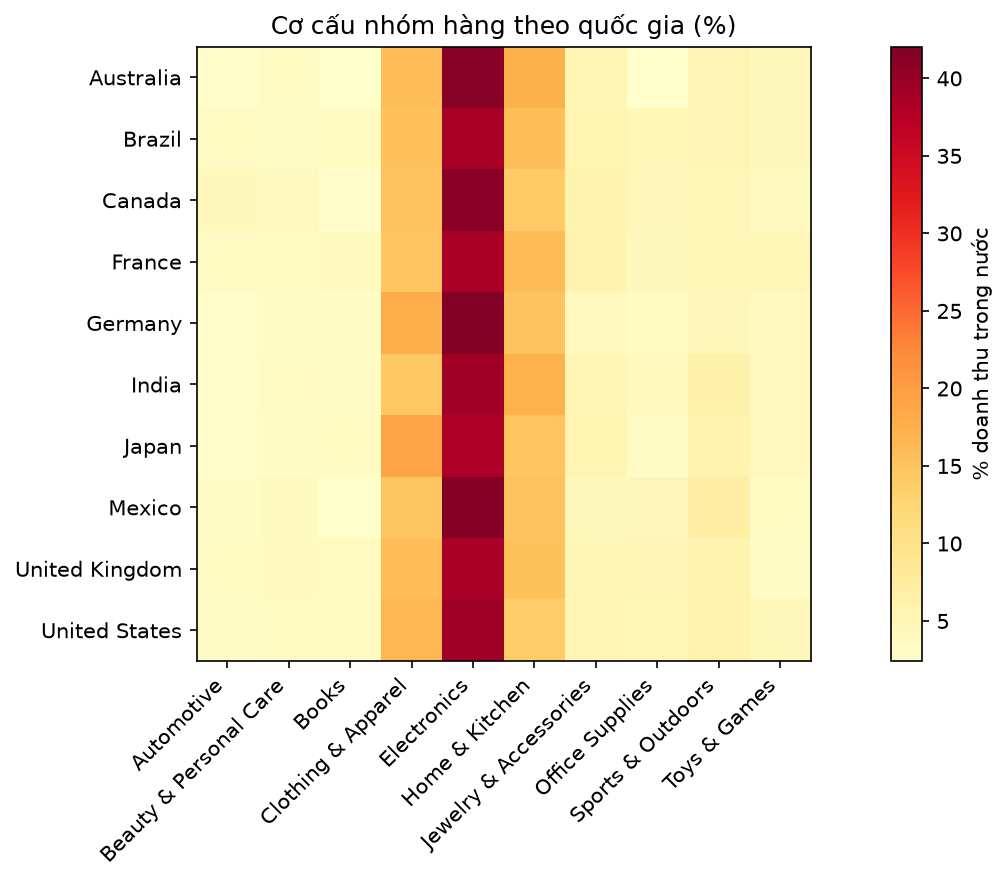 Cơ cấu nhóm hàng theo quốc gia (%)
Australia
Brazil
Canada
France
Germany
India
Japan
Mexico
United Kingdom
United States
Automotive
Beauty & Personal Care
Books
Clothing & Apparel
Electronics
Home & Kitchen
Jewelry & Accessories
Office Supplies
Sports & Outdoors
Toys & Games
40
35
30
25
20
15
10
5
% doanh thu trong nước